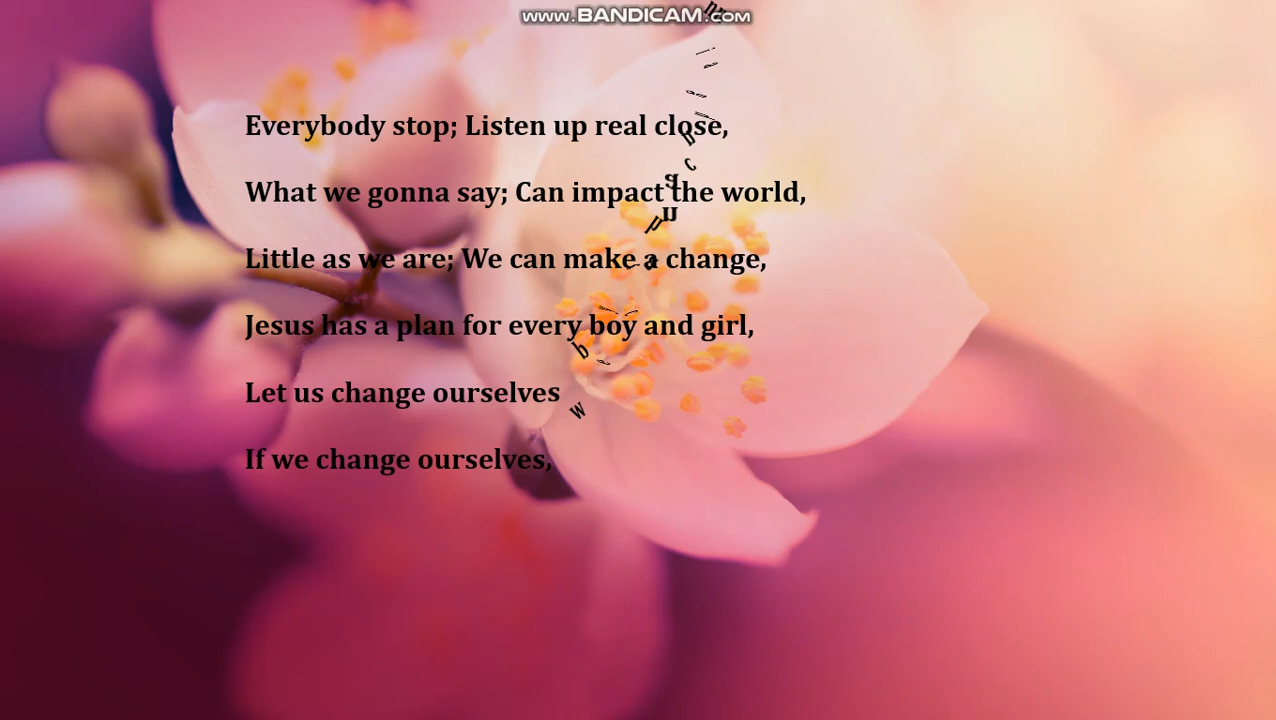 www.BANDICAM.com
Everybody stop; Listen up real close,
What we gonna say; Can impact the world,
Little as we are; We can make a change,
Jesus has a plan for every boy and girl,
Let us change ourselves
If we change ourselves,